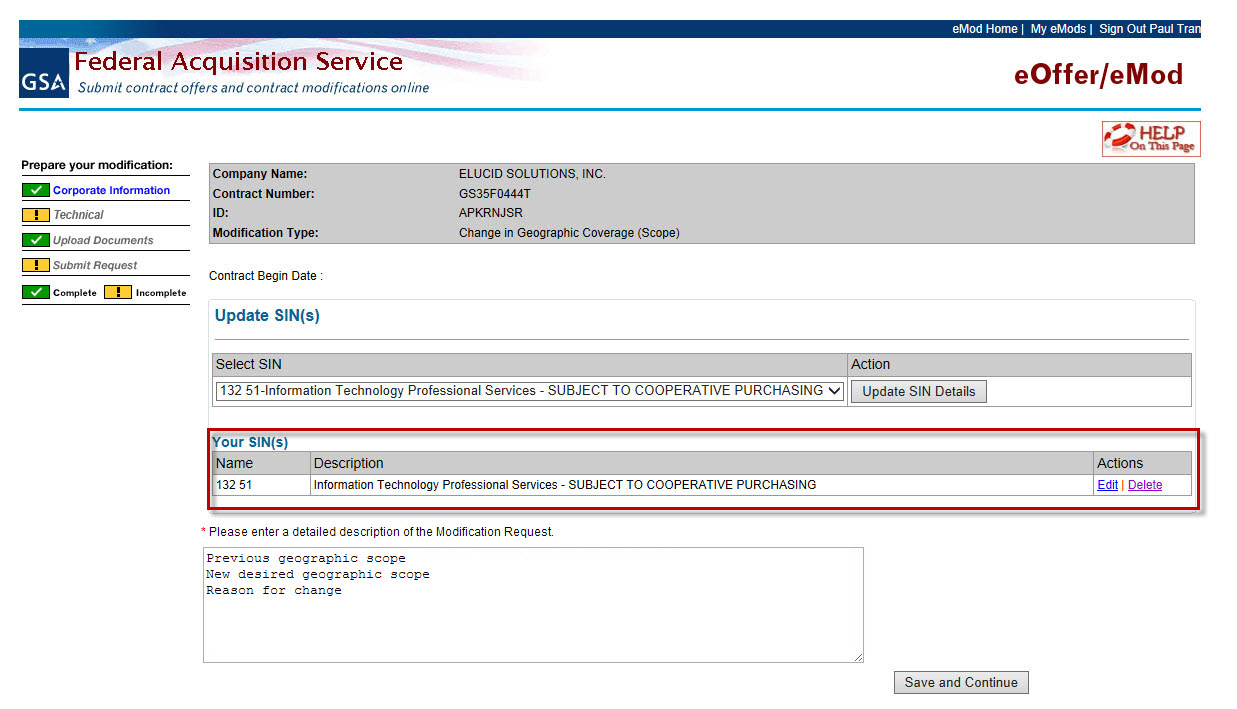 eMod Home | My eMods | Sign Out Paul Tran
GSA
Federal Acquisition Service
Submit contract offers and contract modifications online
eOffer/eMod
HELP
On This Page
Prepare your modification:
Corporate Information
! Technical
Upload Documents
! Submit Request
Complete ! Incomplete
Company Name: ELUCID SOLUTIONS, INC.
Contract Number: GS35F0444T
ID: APKRNJSR
Modification Type: Change in Geographic Coverage (Scope)
Contract Begin Date :
Update SIN(s)
Select SIN Action
132 51-Information Technology Professional Services - SUBJECT TO COOPERATIVE PURCHASING Update SIN Details
Your SIN(s)
Name Description Actions
132 51 Information Technology Professional Services - SUBJECT TO COOPERATIVE PURCHASING Edit | Delete
* Please enter a detailed description of the Modification Request.
Previous geographic scope
New desired geographic scope
Reason for change
Save and Continue